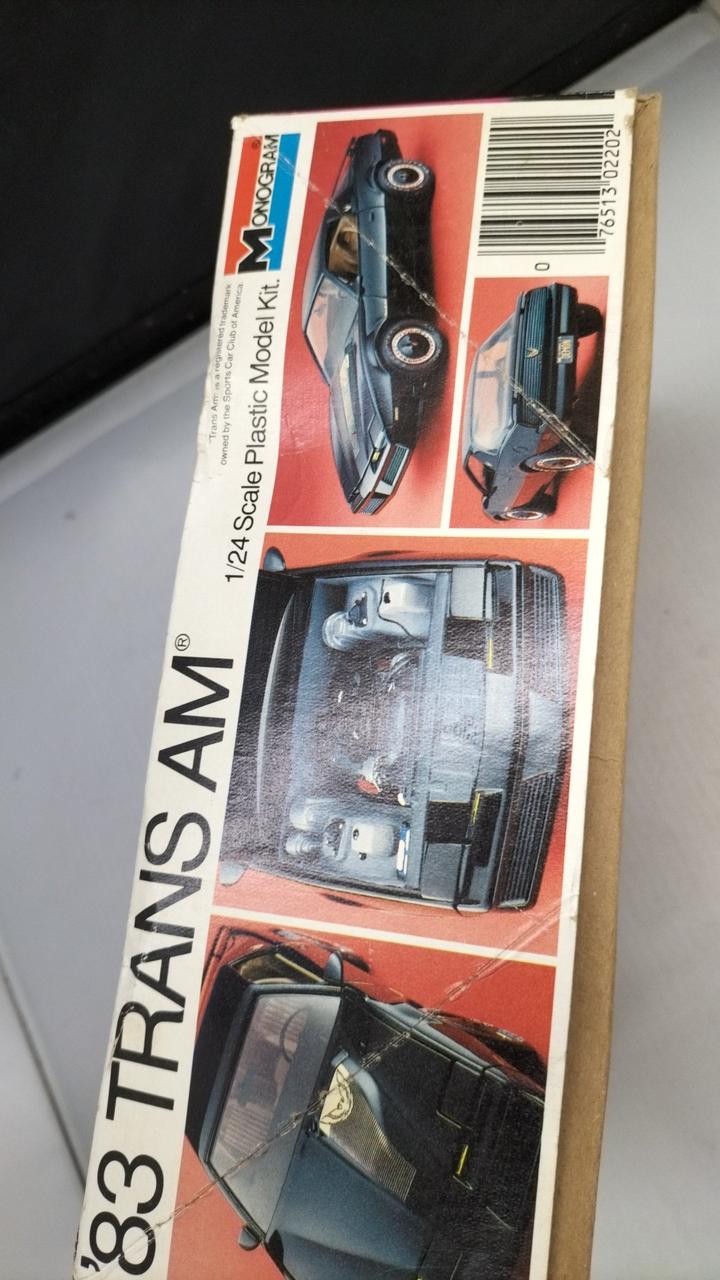 '83 TRANS AM®
1/24 Scale Plastic Model Kit.
"Trans Am" is a registered trademark
owned by the Sports Car Club of America.
MONOGRAM®
0
76513 02202